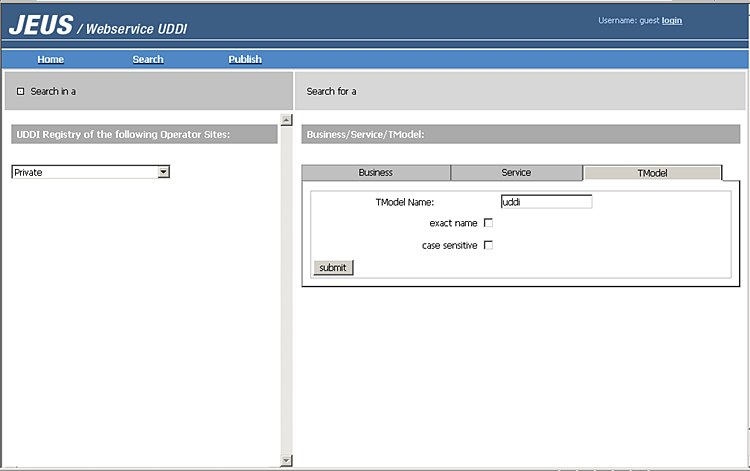 JEUS / Webservice UDDI
Username: guest login
Home Search Publish
Search in a
Search for a
UDDI Registry of the following Operator Sites:
Private
Business/Service/TModel:
Business Service TModel
TModel Name: uddi
exact name
case sensitive
submit